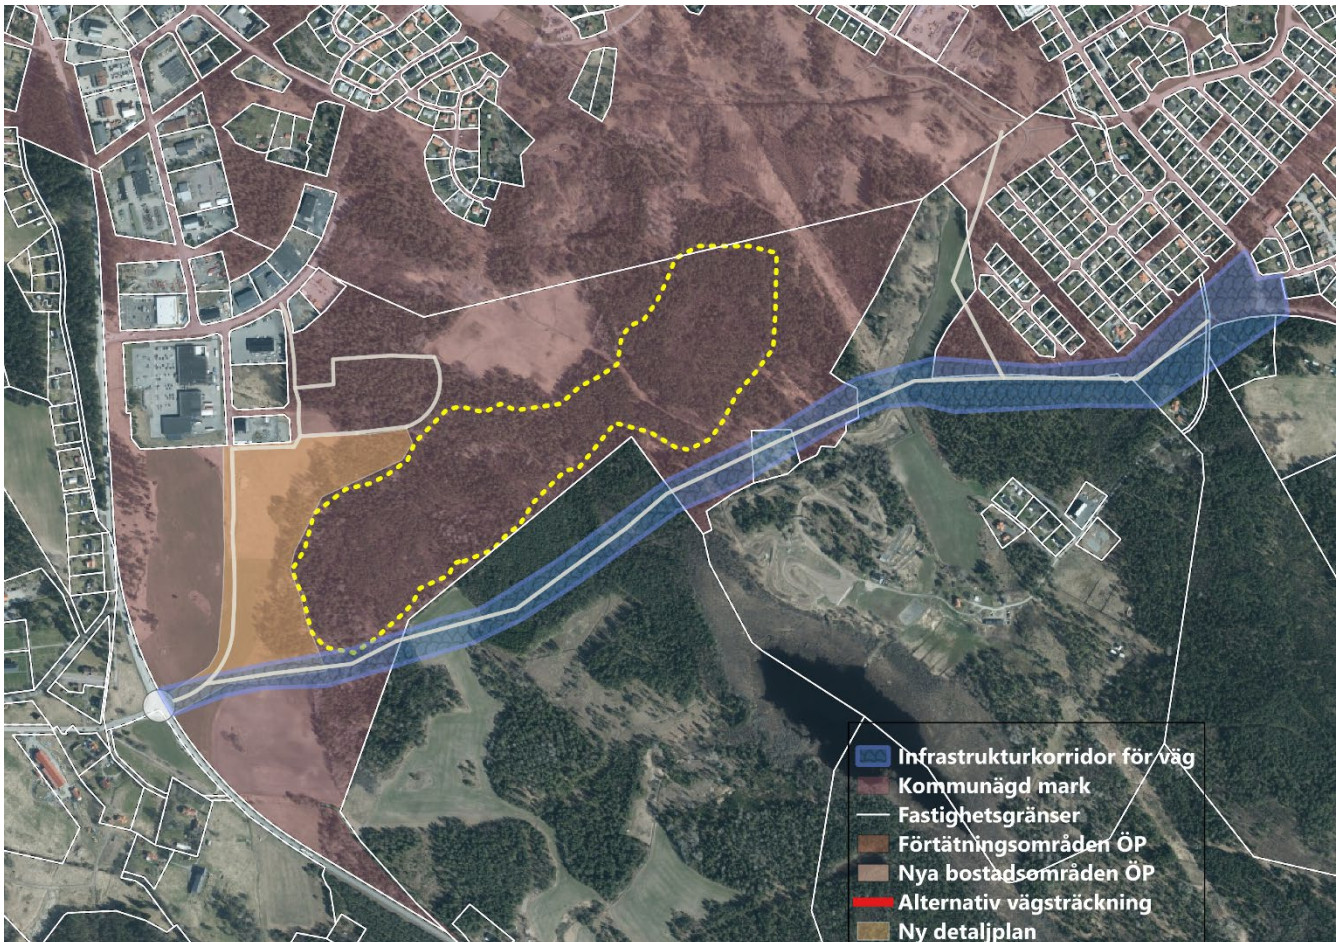 Infrastrukturkorridor för väg
Kommunägd mark
Fastighetsgränser
Förtätningsområden ÖP
Nya bostadsområden ÖP
Alternativ vägsträckning
Ny detaljplan